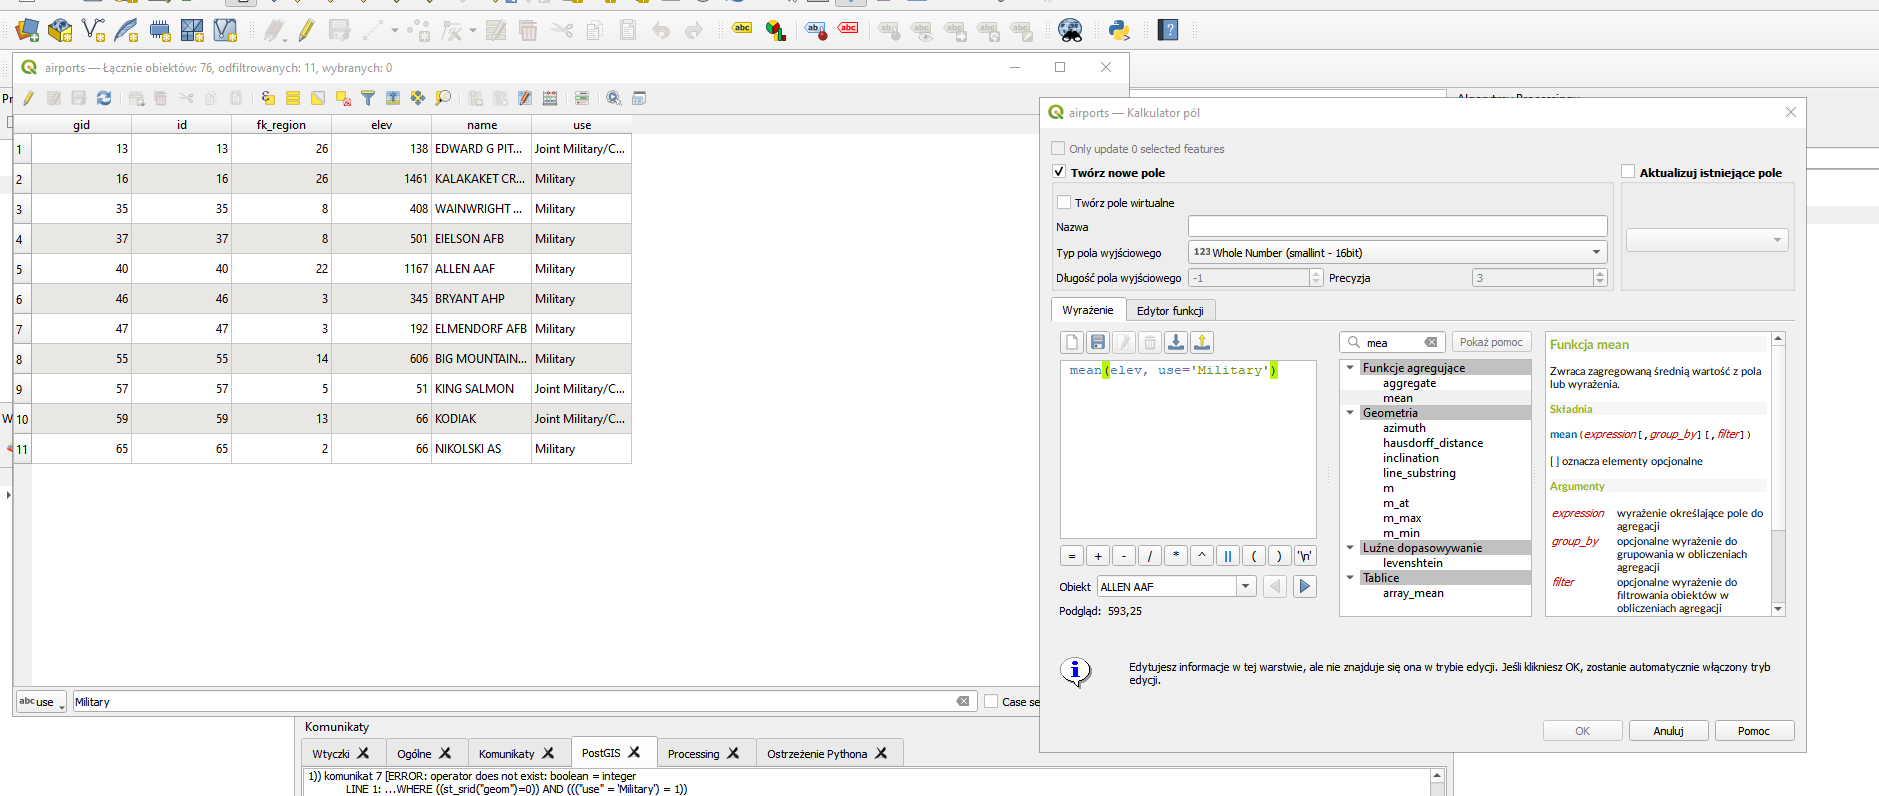 abc abc abc
airports — Łącznie obiektów: 76, odfiltrowanych: 11, wybranych: 0
gid id fk_region elev name use
1 13 13 26 138 EDWARD G PIT... Joint Military/C...
2 16 16 26 1461 KALAKAKET CR... Military
3 35 35 8 408 WAINWRIGHT ... Military
4 37 37 8 501 EIELSON AFB Military
5 40 40 22 1167 ALLEN AAF Military
6 46 46 3 345 BRYANT AHP Military
7 47 47 3 192 ELMENDORF AFB Military
8 55 55 14 606 BIG MOUNTAIN... Military
9 57 57 5 51 KING SALMON Joint Military/C...
10 59 59 13 66 KODIAK Joint Military/C...
11 65 65 2 66 NIKOLSKI AS Military
abc use Military Case se
Komunikaty
Wtyczki Ogólne Komunikaty PostGIS Processing Ostrzeżenie Pythona
1)) komunikat 7 [ERROR: operator does not exist: boolean = integer
LINE 1: ...WHERE ((st_srid("geom")=0)) AND ((("use" = 'Military') = 1))
airports — Kalkulator pól
Only update 0 selected features
Twórz nowe pole
Aktualizuj istniejące pole
Twórz pole wirtualne
Nazwa
Typ pola wyjściowego 123 Whole Number (smallint - 16bit)
Długość pola wyjściowego -1 Precyzja 3
Wyrażenie Edytor funkcji
mean(elev, use='Military')
= + - / * ^ || ( ) '\n'
Obiekt ALLEN AAF
Podgląd: 593,25
mea Pokaż pomoc
Funkcje agregujące
aggregate
mean
Geometria
azimuth
hausdorff_distance
inclination
line_substring
m
m_at
m_max
m_min
Luźne dopasowywanie
levenshtein
Tablice
array_mean
Funkcja mean
Zwraca zagregowaną średnią wartość z pola
lub wyrażenia.
Składnia
mean(expression[,group_by][,filter])
[ ] oznacza elementy opcjonalne
Argumenty
expression wyrażenie określające pole do
agregacji
group_by opcjonalne wyrażenie do
grupowania w obliczeniach
agregacji
filter opcjonalne wyrażenie do
filtrowania obiektów w
obliczeniach agregacji
Edytujesz informacje w tej warstwie, ale nie znajduje się ona w trybie edycji. Jeśli klikniesz OK, zostanie automatycznie włączony tryb
edycji.
OK Anuluj Pomoc